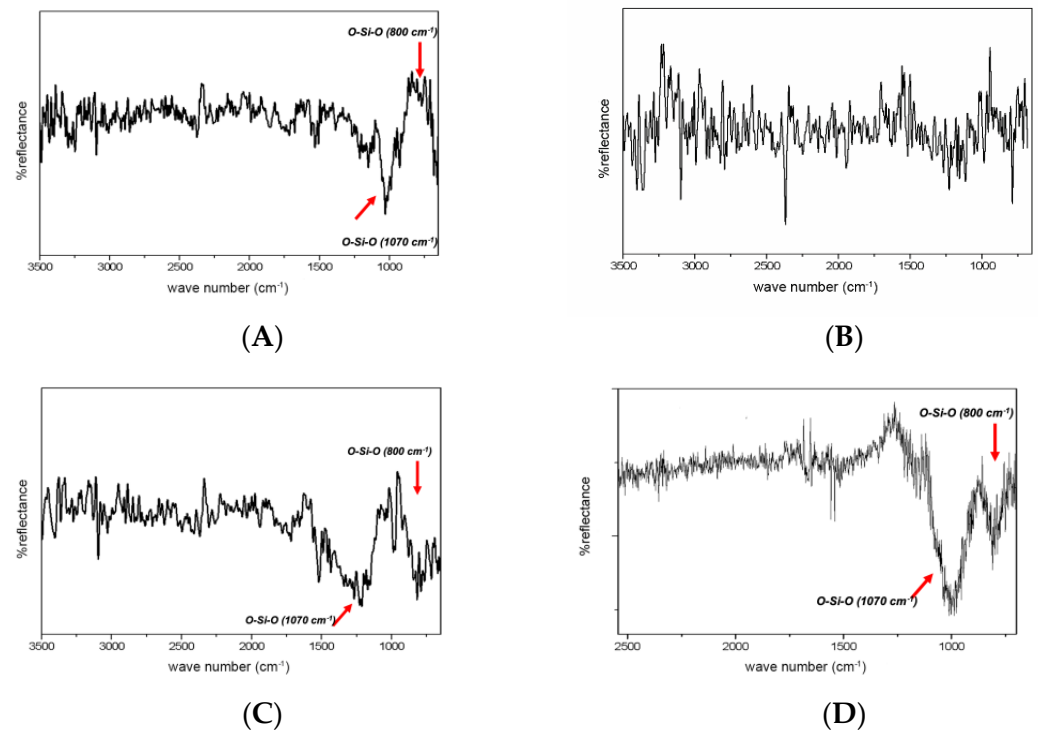 O-Si-O (800 cm⁻¹)
%reflectance
O-Si-O (1070 cm⁻¹)
3500 3000 2500 2000 1500 1000
wave number (cm⁻¹)
(A)
%reflectance
3500 3000 2500 2000 1500 1000
wave number (cm⁻¹)
(B)
O-Si-O (800 cm⁻¹)
%reflectance
O-Si-O (1070 cm⁻¹)
3500 3000 2500 2000 1500 1000
wave number (cm⁻¹)
(C)
O-Si-O (800 cm⁻¹)
%reflectance
O-Si-O (1070 cm⁻¹)
2500 2000 1500 1000
wave number (cm⁻¹)
(D)